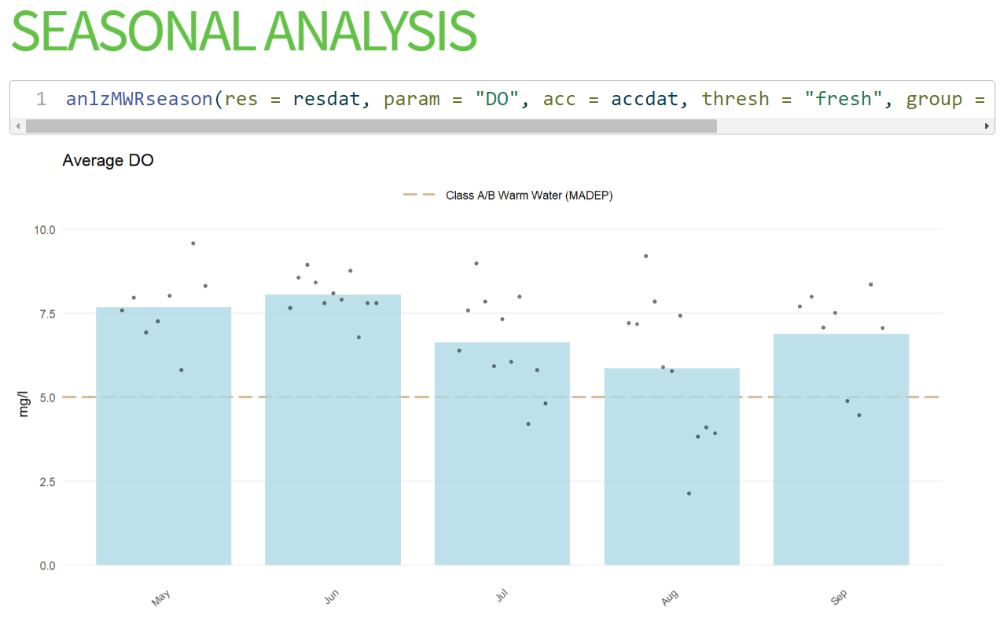 SEASONAL ANALYSIS
1 anlzMWRseason(res = resdat, param = "DO", acc = accdat, thresh = "fresh", group =
Average DO
Class A/B Warm Water (MADEP)
10.0
7.5
5.0
2.5
0.0
mg/l
May Jun Jul Aug Sep